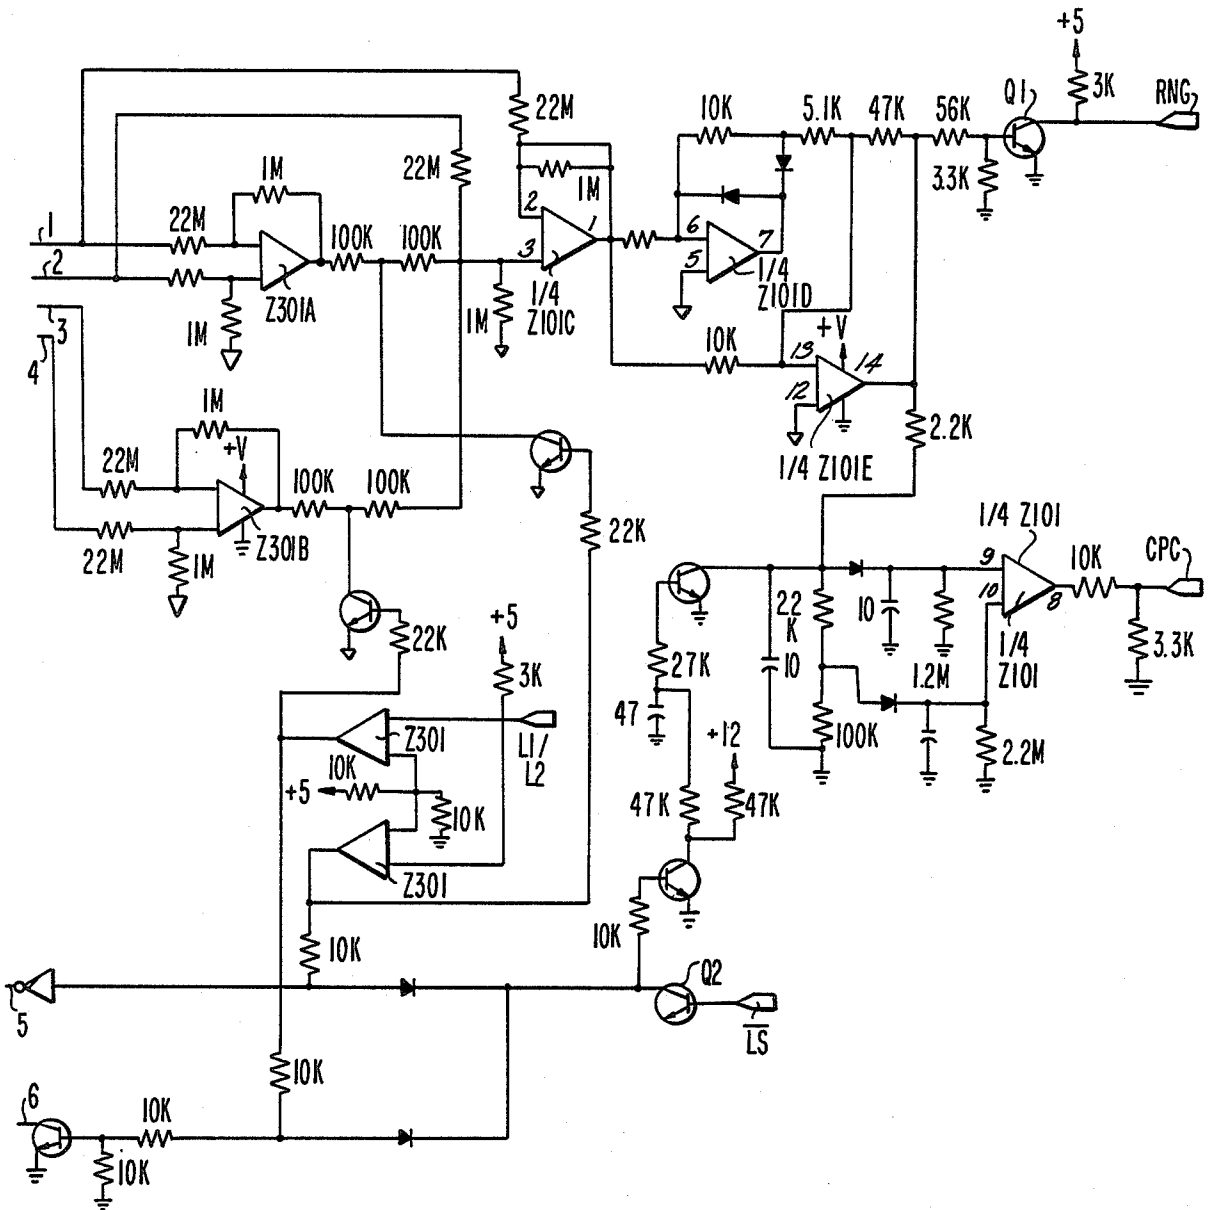 +5
Q1
3K
RNG
22M
10K
5.1K
47K
56K
3.3K
1M
22M
1M
2
1
3
1
22M
2
100K
100K
6
5
7
1/4
Z101D
Z301A
1M
1M
1/4
Z101C
3
4
10K
+V
13
14
12
1/4 Z101E
2.2K
1M
+V
22M
100K
100K
Z301B
22M
1M
22K
1/4 Z101
9
10
8
10K
CPC
22K
+5
3K
2.2
K
10
10
27K
1/4
Z101
3.3K
47
1.2M
100K
2.2M
Z301
L1/
L2
10K
+5
10K
+12
47K
47K
Z301
10K
10K
Q2
LS
5
10K
6
10K
10K